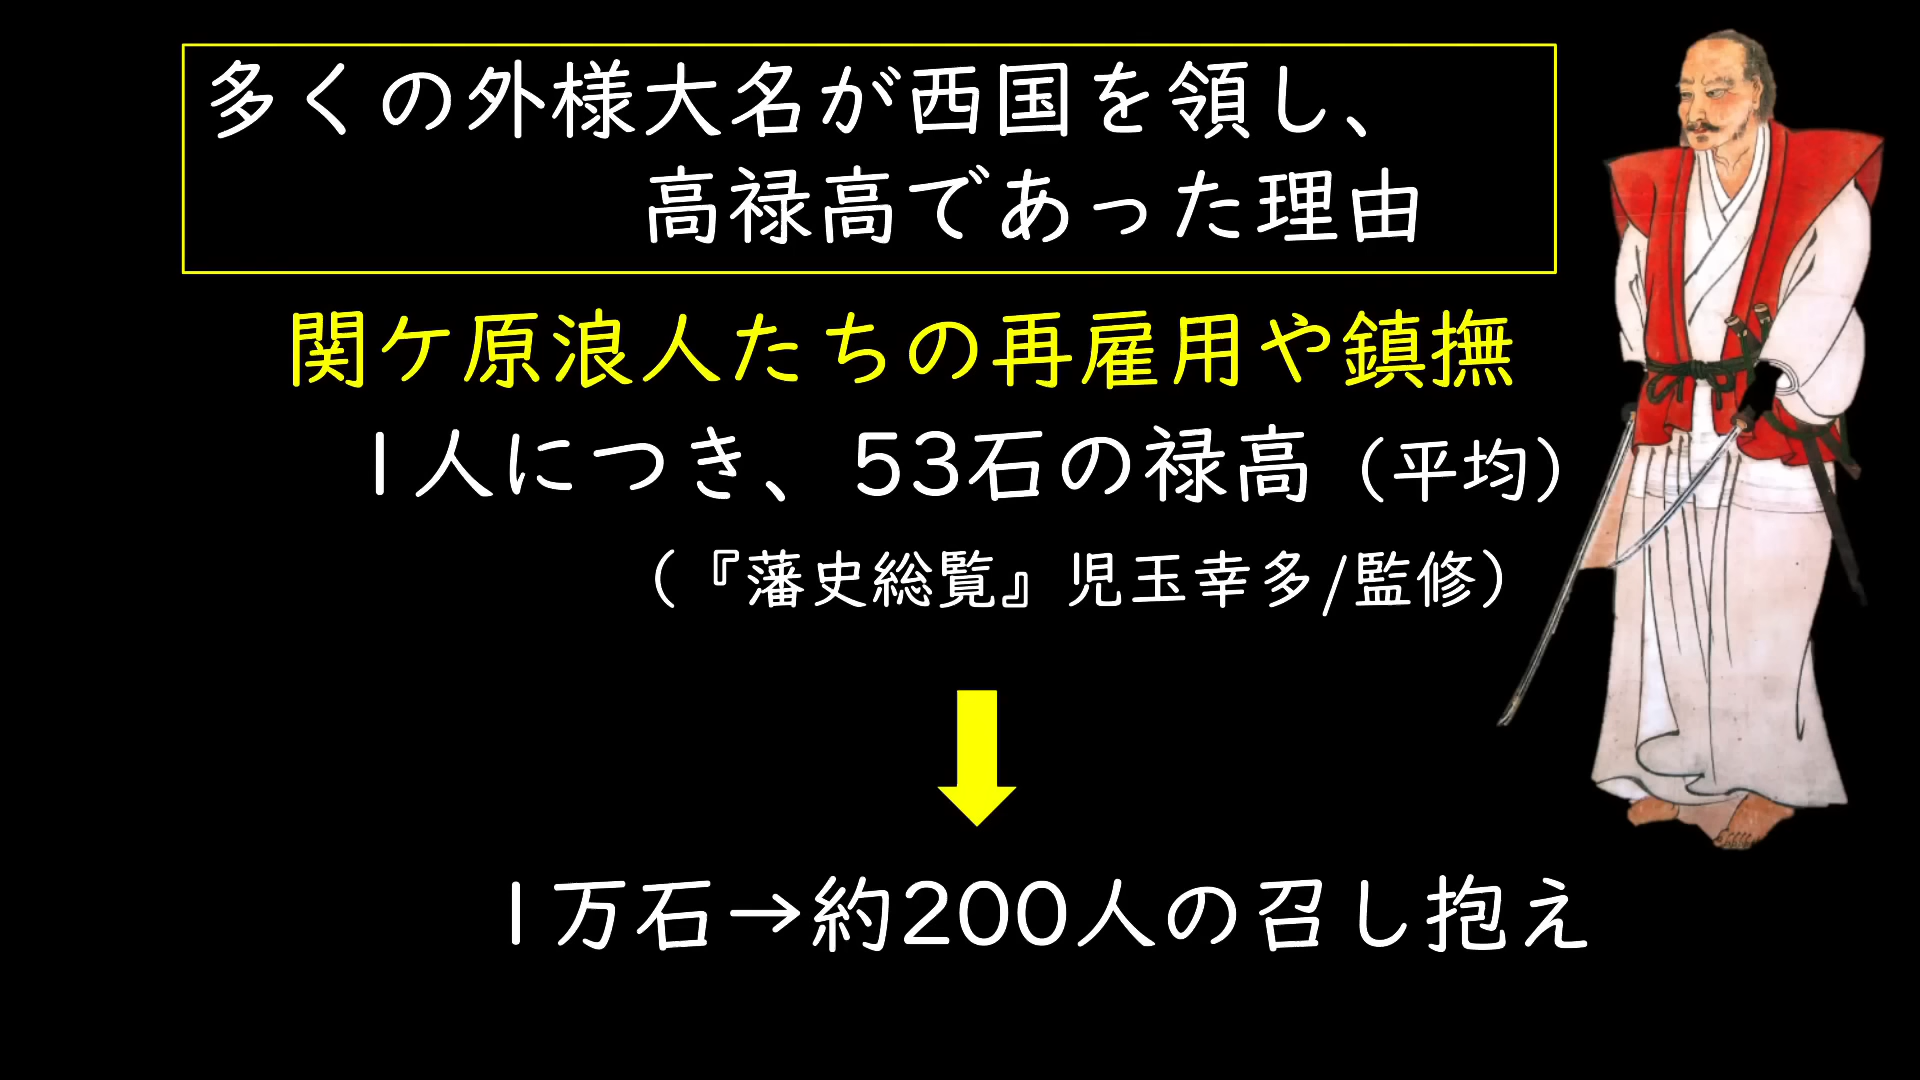 多くの外様大名が西国を領し、
高禄高であった理由
関ケ原浪人たちの再雇用や鎮撫
1人につき、53石の禄高（平均）
（『藩史総覧』児玉幸多/監修）
1万石→約200人の召し抱え